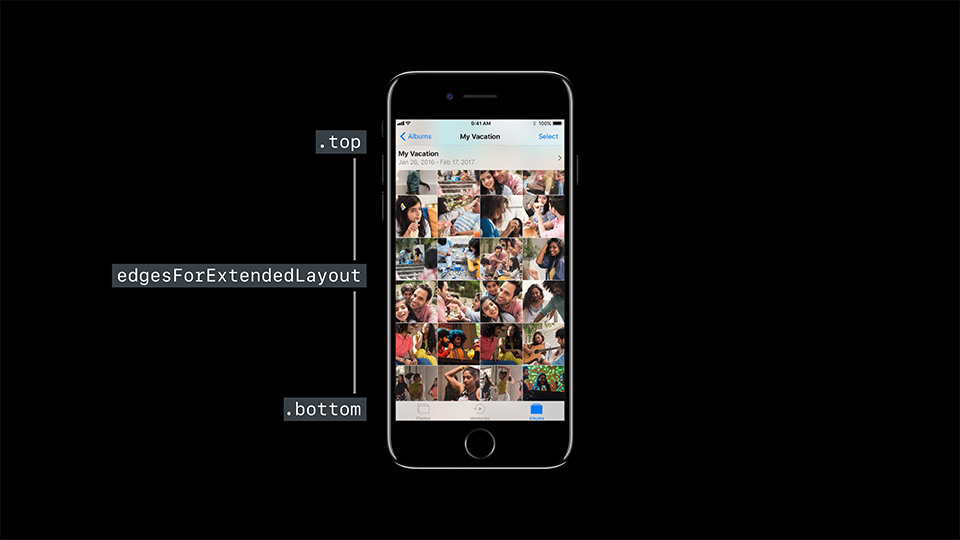 .top
edgesForExtendedLayout
.bottom
9:41 AM
100%
Albums
My Vacation
Select
My Vacation
Jan 26, 2016 – Feb 17, 2017
Photos
Memories
Albums